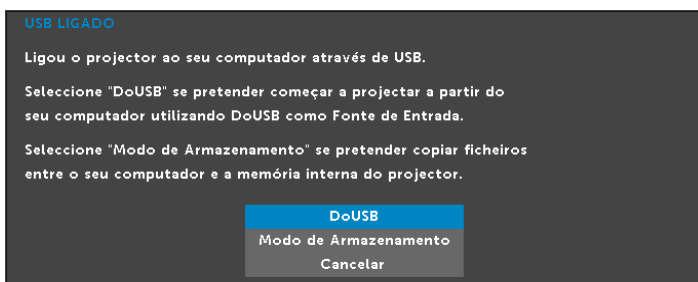 USB LIGADO
Ligou o projector ao seu computador através de USB.
Seleccione "DoUSB" se pretender começar a projectar a partir do
seu computador utilizando DoUSB como Fonte de Entrada.
Seleccione "Modo de Armazenamento" se pretender copiar ficheiros
entre o seu computador e a memória interna do projector.
DoUSB
Modo de Armazenamento
Cancelar